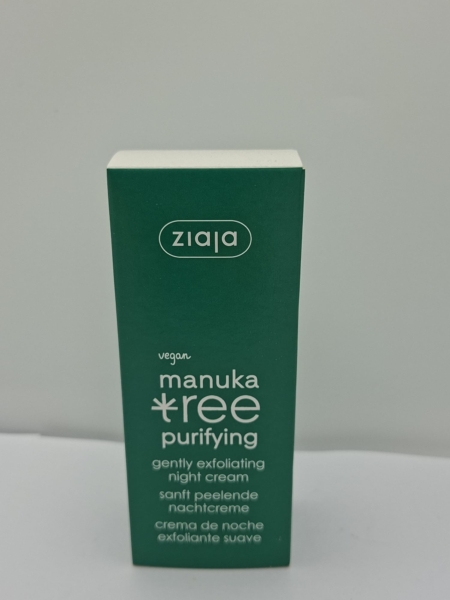 ziaja
vegan
manuka
tree
purifying
gently exfoliating
night cream
sanft peelende
nachtcreme
crema de noche
exfoliante suave